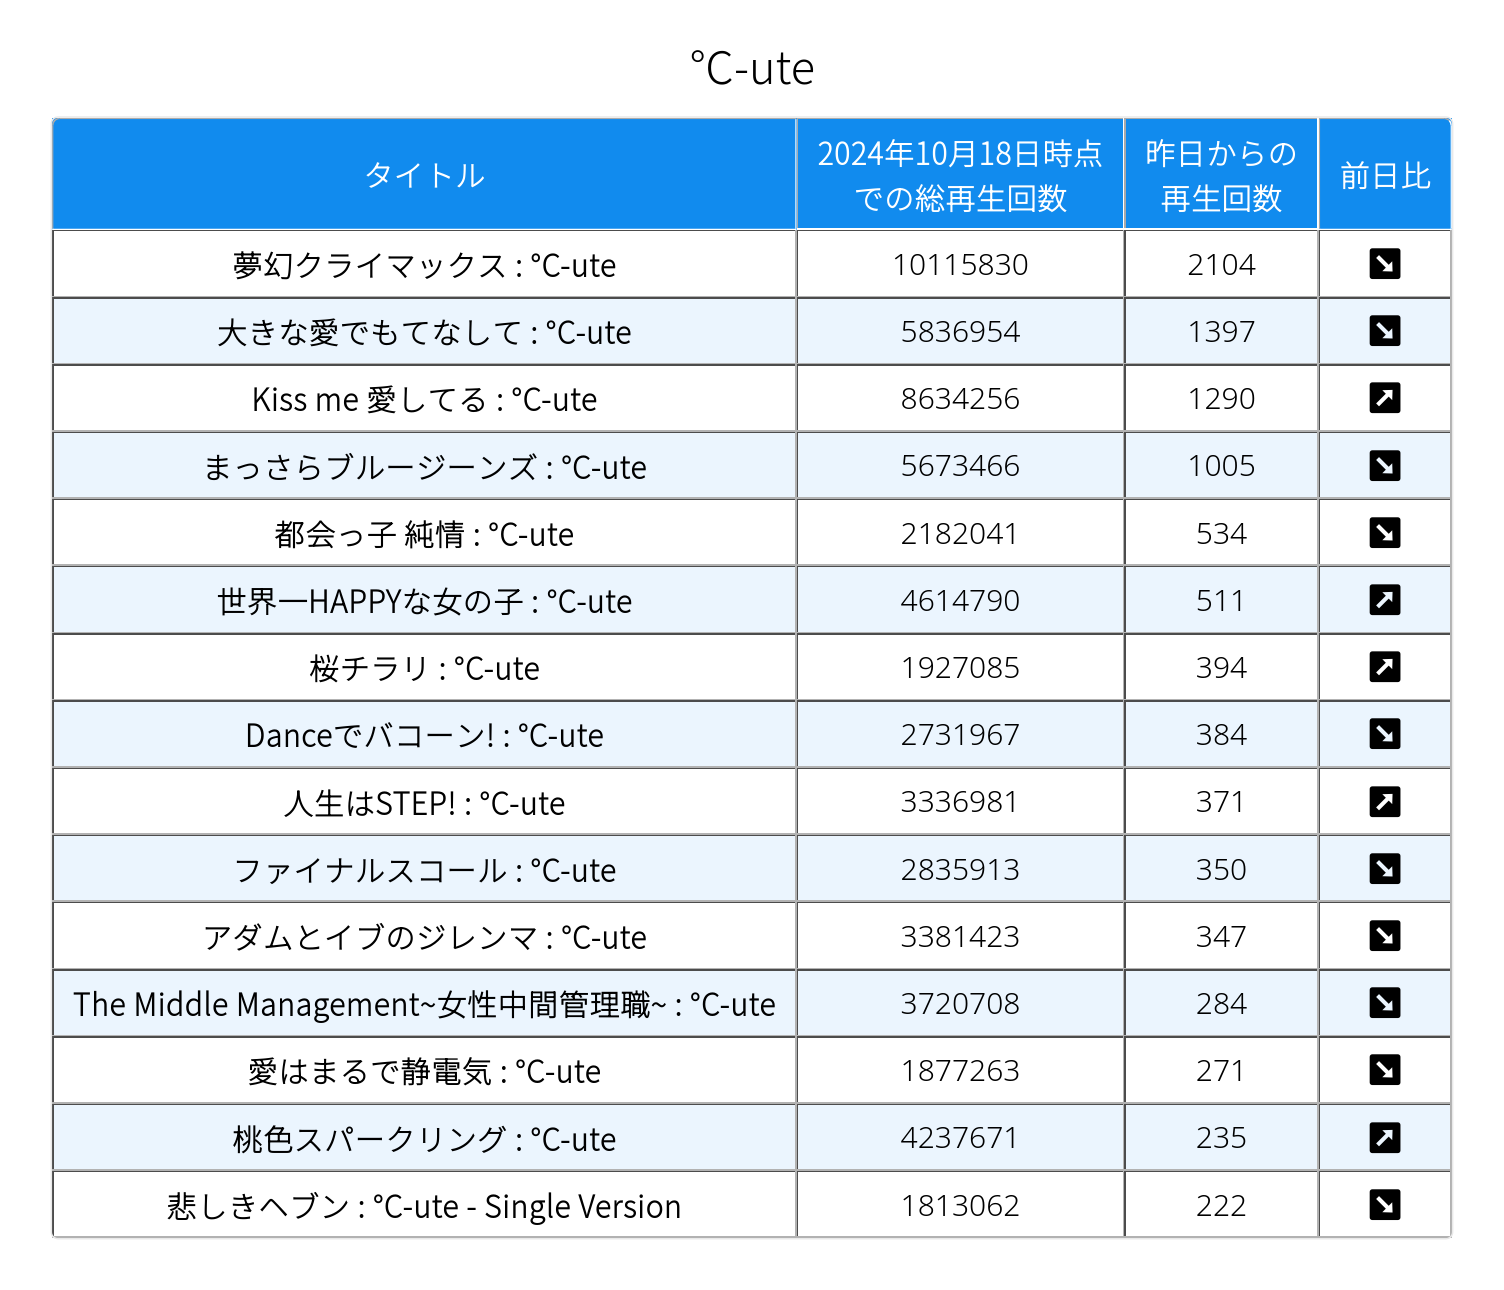 ℃-ute
タイトル 2024年10月18日時点での総再生回数 昨日からの再生回数 前日比
夢幻クライマックス : ℃-ute 10115830 2104 ↘
大きな愛でもてなして : ℃-ute 5836954 1397 ↘
Kiss me 愛してる : ℃-ute 8634256 1290 ↗
まっさらブルージーンズ : ℃-ute 5673466 1005 ↘
都会っ子 純情 : ℃-ute 2182041 534 ↘
世界一HAPPYな女の子 : ℃-ute 4614790 511 ↗
桜チラリ : ℃-ute 1927085 394 ↗
Danceでバコーン! : ℃-ute 2731967 384 ↘
人生はSTEP! : ℃-ute 3336981 371 ↗
ファイナルスコール : ℃-ute 2835913 350 ↘
アダムとイブのジレンマ : ℃-ute 3381423 347 ↘
The Middle Management~女性中間管理職~ : ℃-ute 3720708 284 ↘
愛はまるで静電気 : ℃-ute 1877263 271 ↘
桃色スパークリング : ℃-ute 4237671 235 ↗
悲しきヘブン : ℃-ute - Single Version 1813062 222 ↘